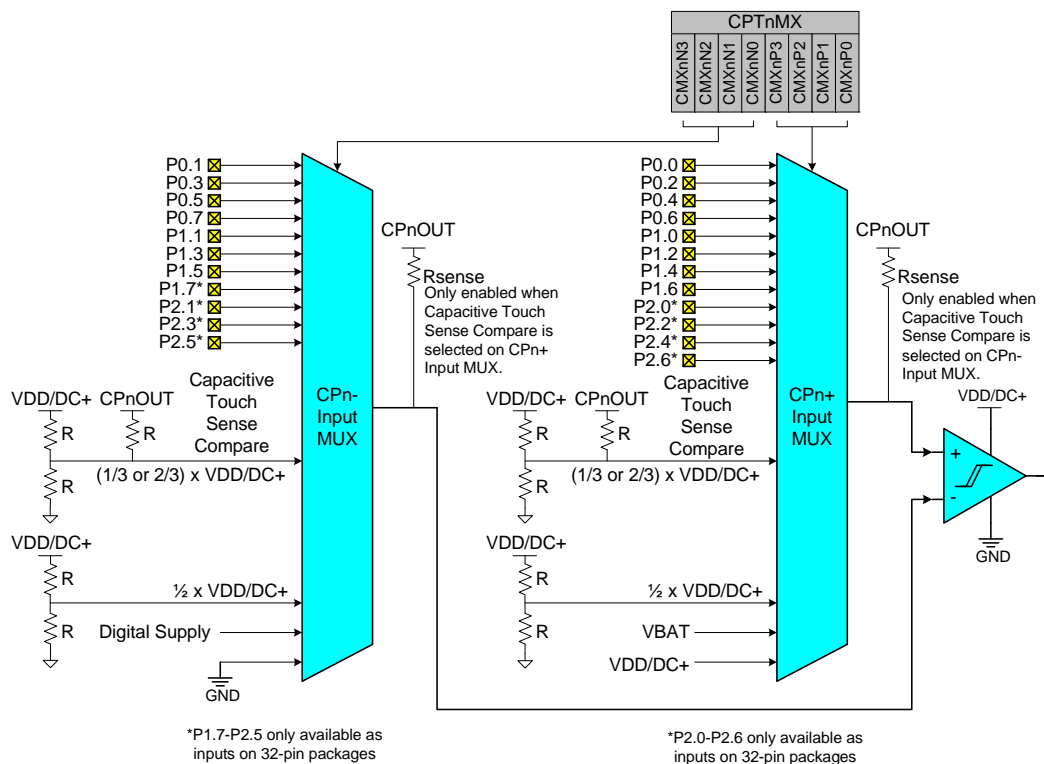 CPTnMX
CMXnN3
CMXnN2
CMXnN1
CMXnN0
CMXnP3
CMXnP2
CMXnP1
CMXnP0
P0.1
P0.3
P0.5
P0.7
P1.1
P1.3
P1.5
P1.7*
P2.1*
P2.3*
P2.5*
CPnOUT
Rsense
Only enabled when
Capacitive Touch
Sense Compare is
selected on CPn+
Input MUX.
VDD/DC+
CPnOUT
R
R
R
Capacitive
Touch
Sense
Compare
(1/3 or 2/3) x VDD/DC+
CPn-
Input
MUX
VDD/DC+
R
R
½ x VDD/DC+
Digital Supply
GND
*P1.7-P2.5 only available as
inputs on 32-pin packages
P0.0
P0.2
P0.4
P0.6
P1.0
P1.2
P1.4
P1.6
P2.0*
P2.2*
P2.4*
P2.6*
CPnOUT
Rsense
Only enabled when
Capacitive Touch
Sense Compare is
selected on CPn-
Input MUX.
VDD/DC+
CPnOUT
R
R
R
Capacitive
Touch
Sense
Compare
(1/3 or 2/3) x VDD/DC+
CPn+
Input
MUX
VDD/DC+
R
R
½ x VDD/DC+
VBAT
VDD/DC+
VDD/DC+
+
-
GND
*P2.0-P2.6 only available as
inputs on 32-pin packages